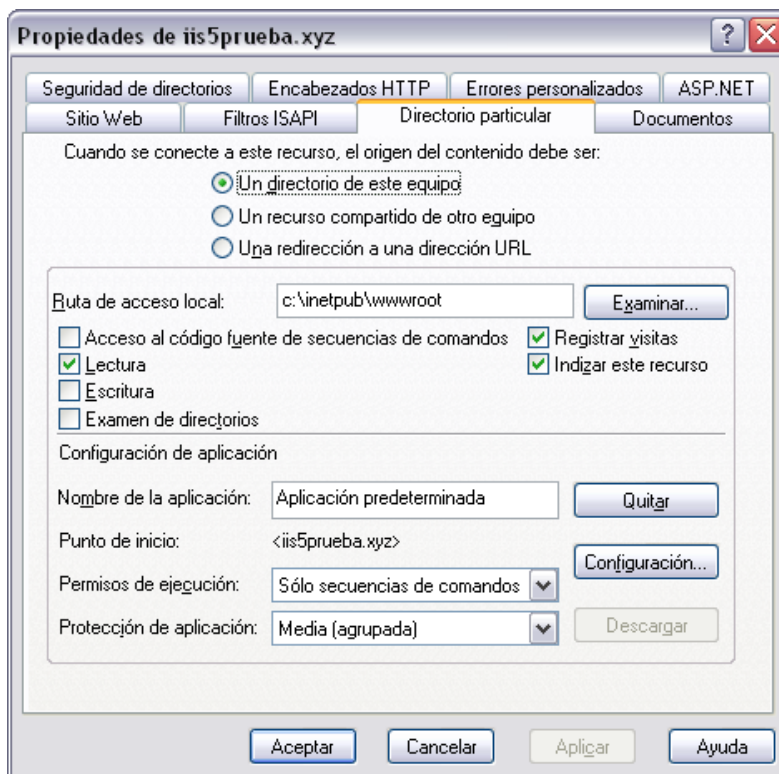 Propiedades de iis5prueba.xyz
Seguridad de directorios Encabezados HTTP Errores personalizados ASP.NET
Sitio Web Filtros ISAPI Directorio particular Documentos
Cuando se conecte a este recurso, el origen del contenido debe ser:
Un directorio de este equipo
Un recurso compartido de otro equipo
Una redirección a una dirección URL
Ruta de acceso local: c:\inetpub\wwwroot Examinar...
Acceso al código fuente de secuencias de comandos Registrar visitas
Lectura Indizar este recurso
Escritura
Examen de directorios
Configuración de aplicación
Nombre de la aplicación: Aplicación predeterminada Quitar
Punto de inicio: <iis5prueba.xyz>
Configuración...
Permisos de ejecución: Sólo secuencias de comandos
Protección de aplicación: Media (agrupada) Descargar
Aceptar Cancelar Aplicar Ayuda